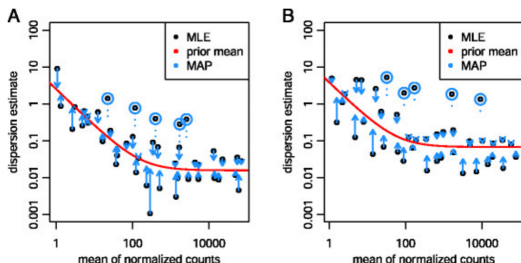 A
dispersion estimate
100
10
1
0.1
0.01
0.001
MLE
prior mean
MAP
1
100
10000
mean of normalized counts
B
dispersion estimate
100
10
1
0.1
0.01
0.001
MLE
prior mean
MAP
1
100
10000
mean of normalized counts